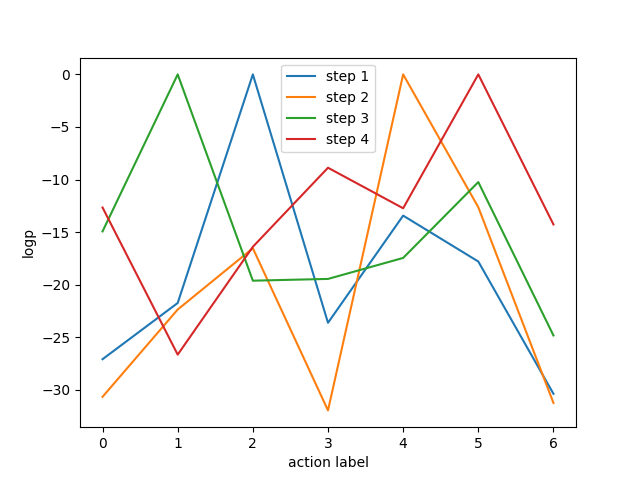 0
−5
−10
−15
−20
−25
−30
logp
step 1
step 2
step 3
step 4
0 1 2 3 4 5 6
action label